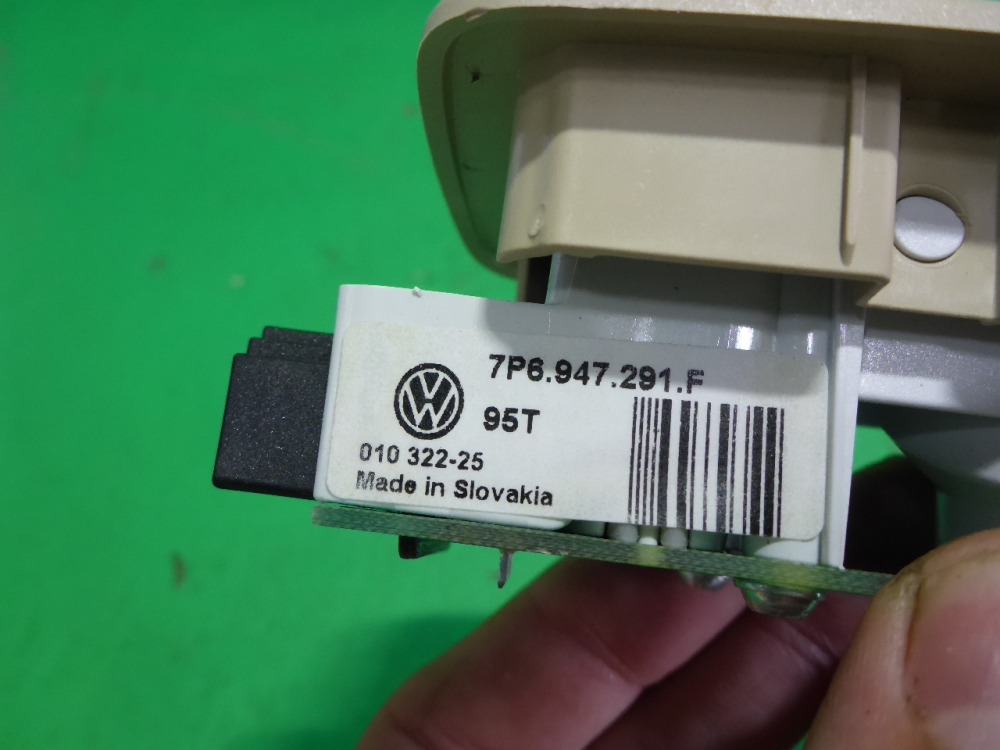 7P6.947.291.F
95T
010 322-25
Made in Slovakia